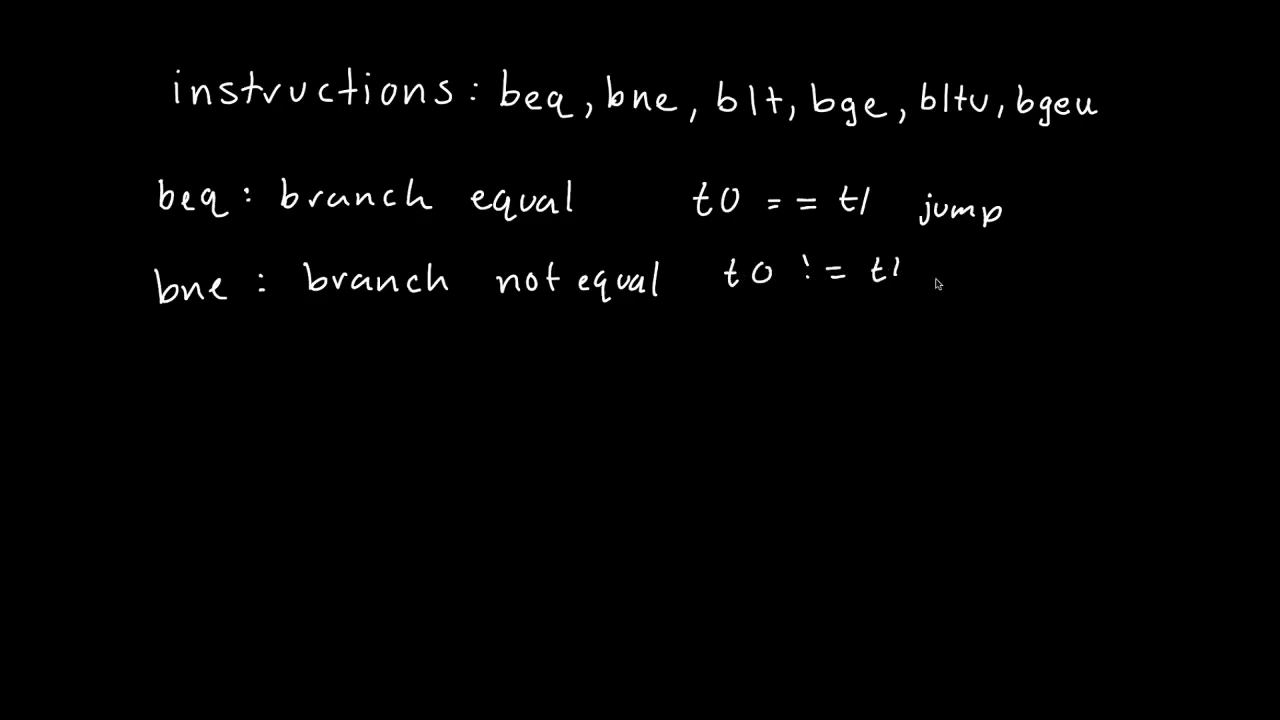 instructions: beq, bne, blt, bge, bltu, bgeu
beq: branch equal t0 == t1 jump
bne: branch not equal t0 != t1